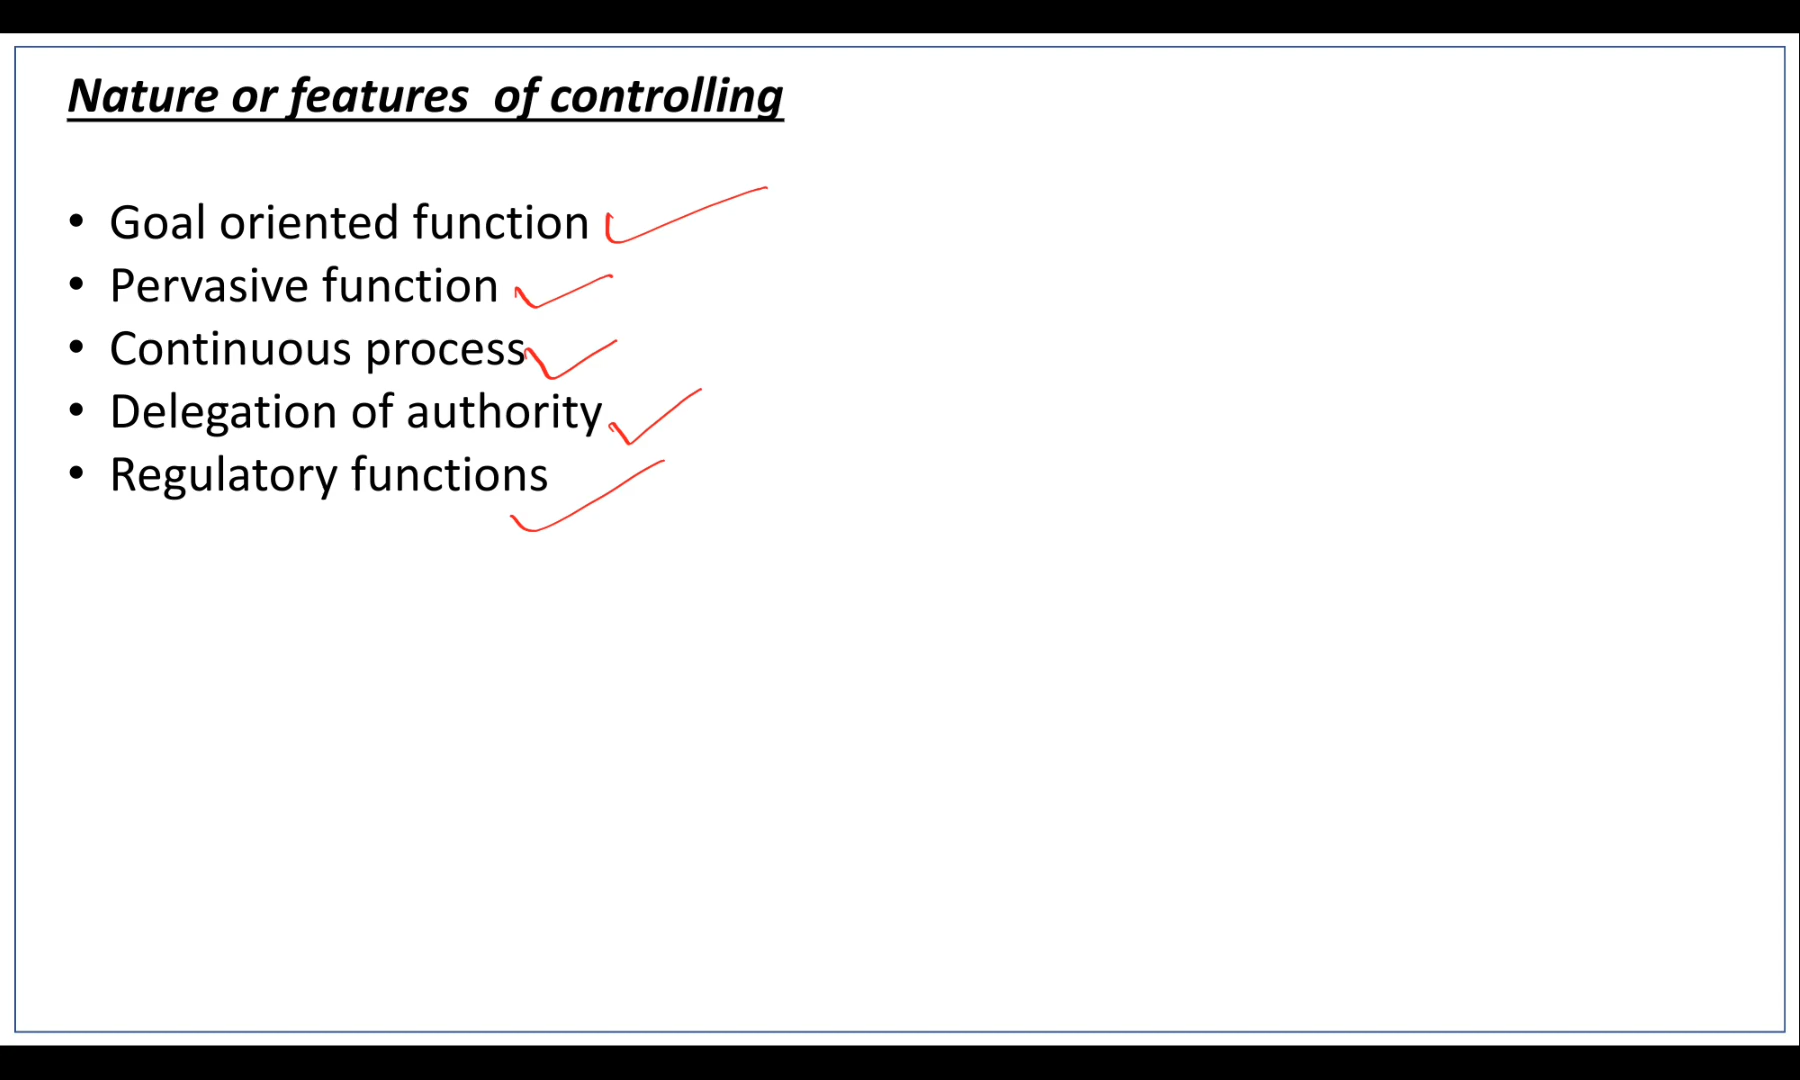 Nature or features of controlling
• Goal oriented function
• Pervasive function
• Continuous process
• Delegation of authority
• Regulatory functions